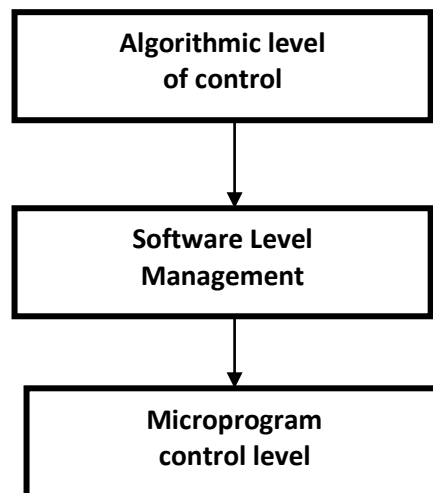 Algorithmic level
of control
Software Level
Management
Microprogram
control level